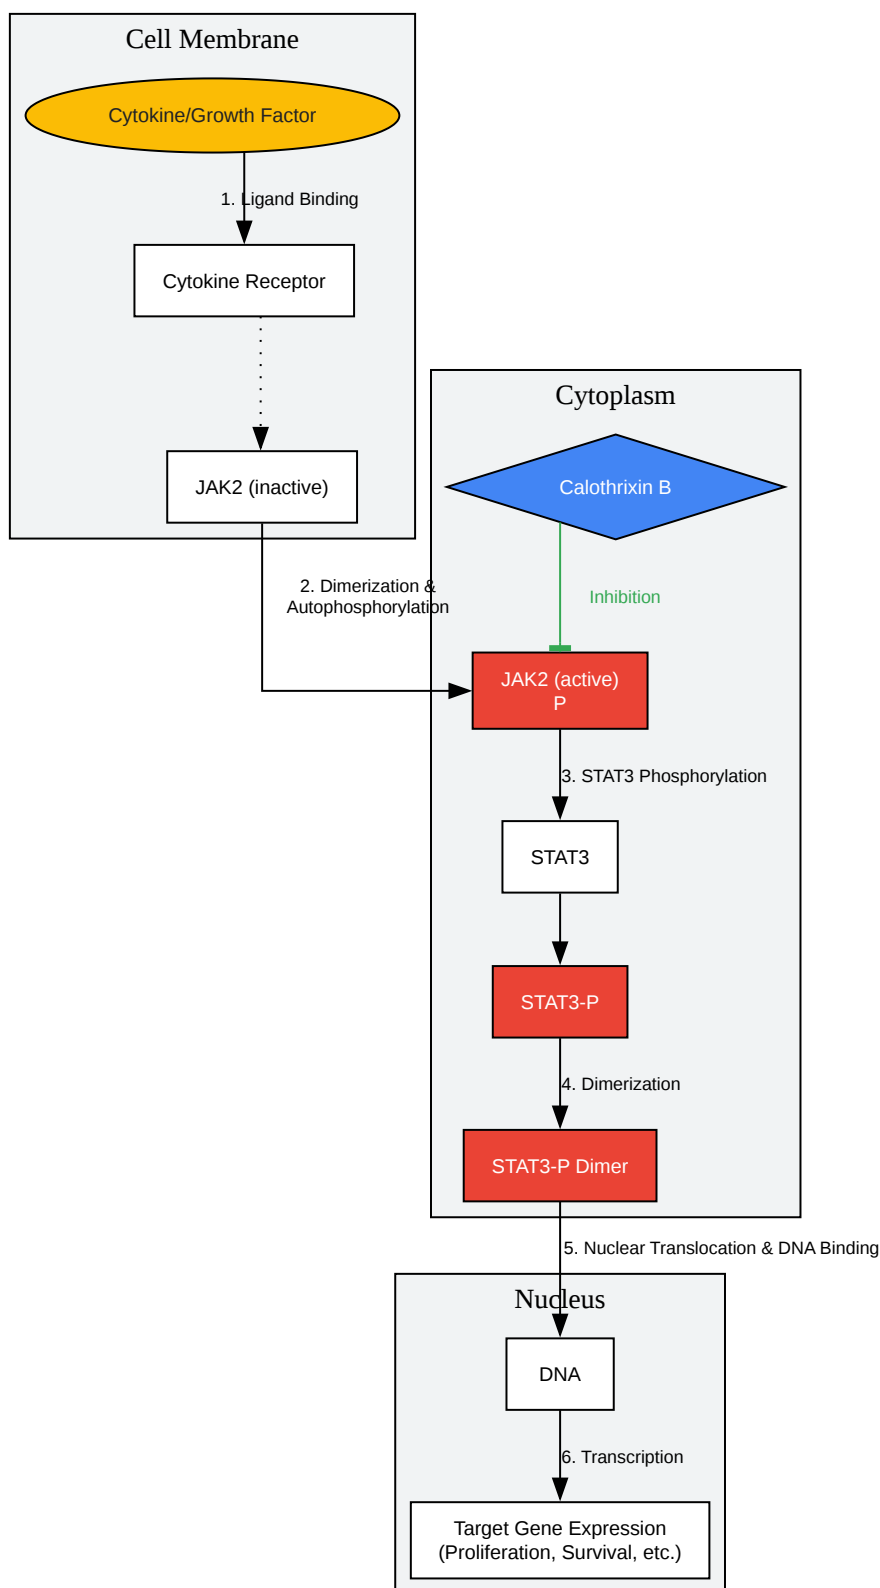 Cell Membrane
Cytokine/Growth Factor
1. Ligand Binding
Cytokine Receptor
JAK2 (inactive)
2. Dimerization &
Autophosphorylation
Cytoplasm
Calothrixin B
Inhibition
JAK2 (active)
P
3. STAT3 Phosphorylation
STAT3
STAT3-P
4. Dimerization
STAT3-P Dimer
5. Nuclear Translocation & DNA Binding
Nucleus
DNA
6. Transcription
Target Gene Expression
(Proliferation, Survival, etc.)